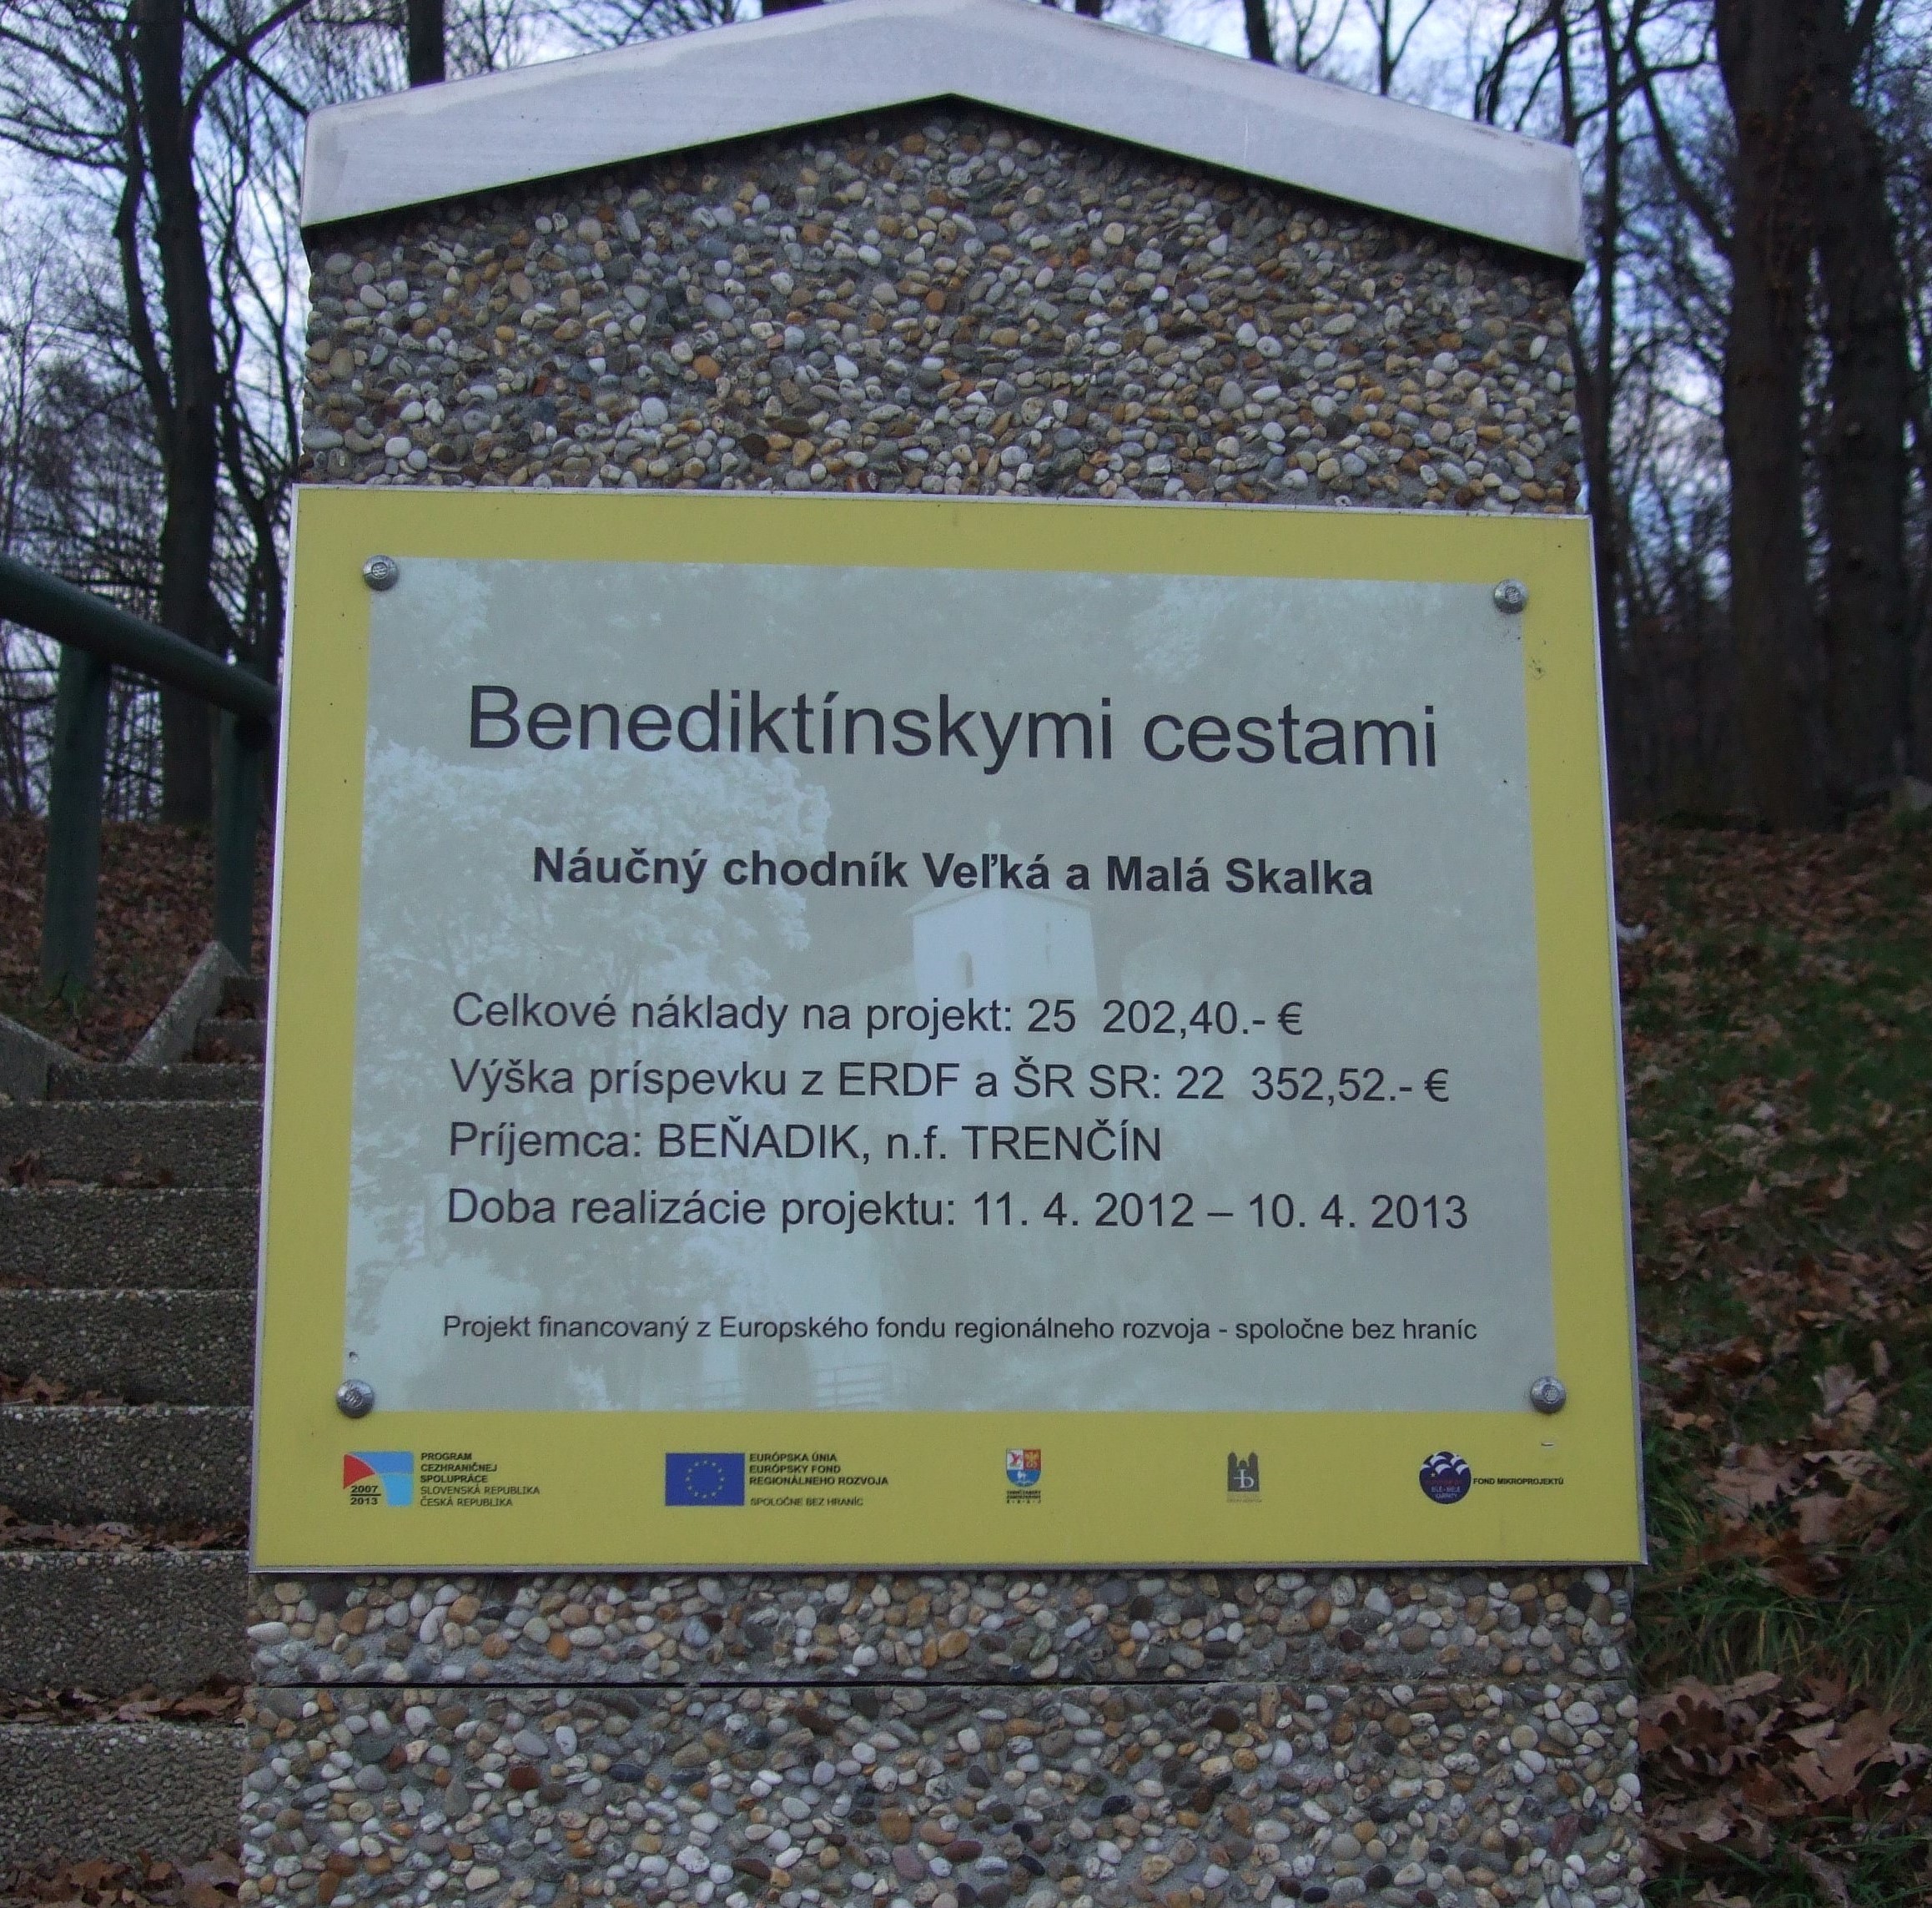 Benediktínskymi cestami
Náučný chodník Veľká a Malá Skalka
Celkové náklady na projekt: 25 202,40.- €
Výška príspevku z ERDF a ŠR SR: 22 352,52.- €
Príjemca: BEŇADIK, n.f. TRENČÍN
Doba realizácie projektu: 11. 4. 2012 – 10. 4. 2013
Projekt financovaný z Európskeho fondu regionálneho rozvoja - spoločne bez hraníc
2007
2013
PROGRAM
CEZHRANIČNEJ
SPOLUPRÁCE
SLOVENSKÁ REPUBLIKA
ČESKÁ REPUBLIKA
EURÓPSKA ÚNIA
EURÓPSKY FOND
REGIONÁLNEHO ROZVOJA
SPOLOČNE BEZ HRANÍC
FOND MIKROPROJEKTŮ